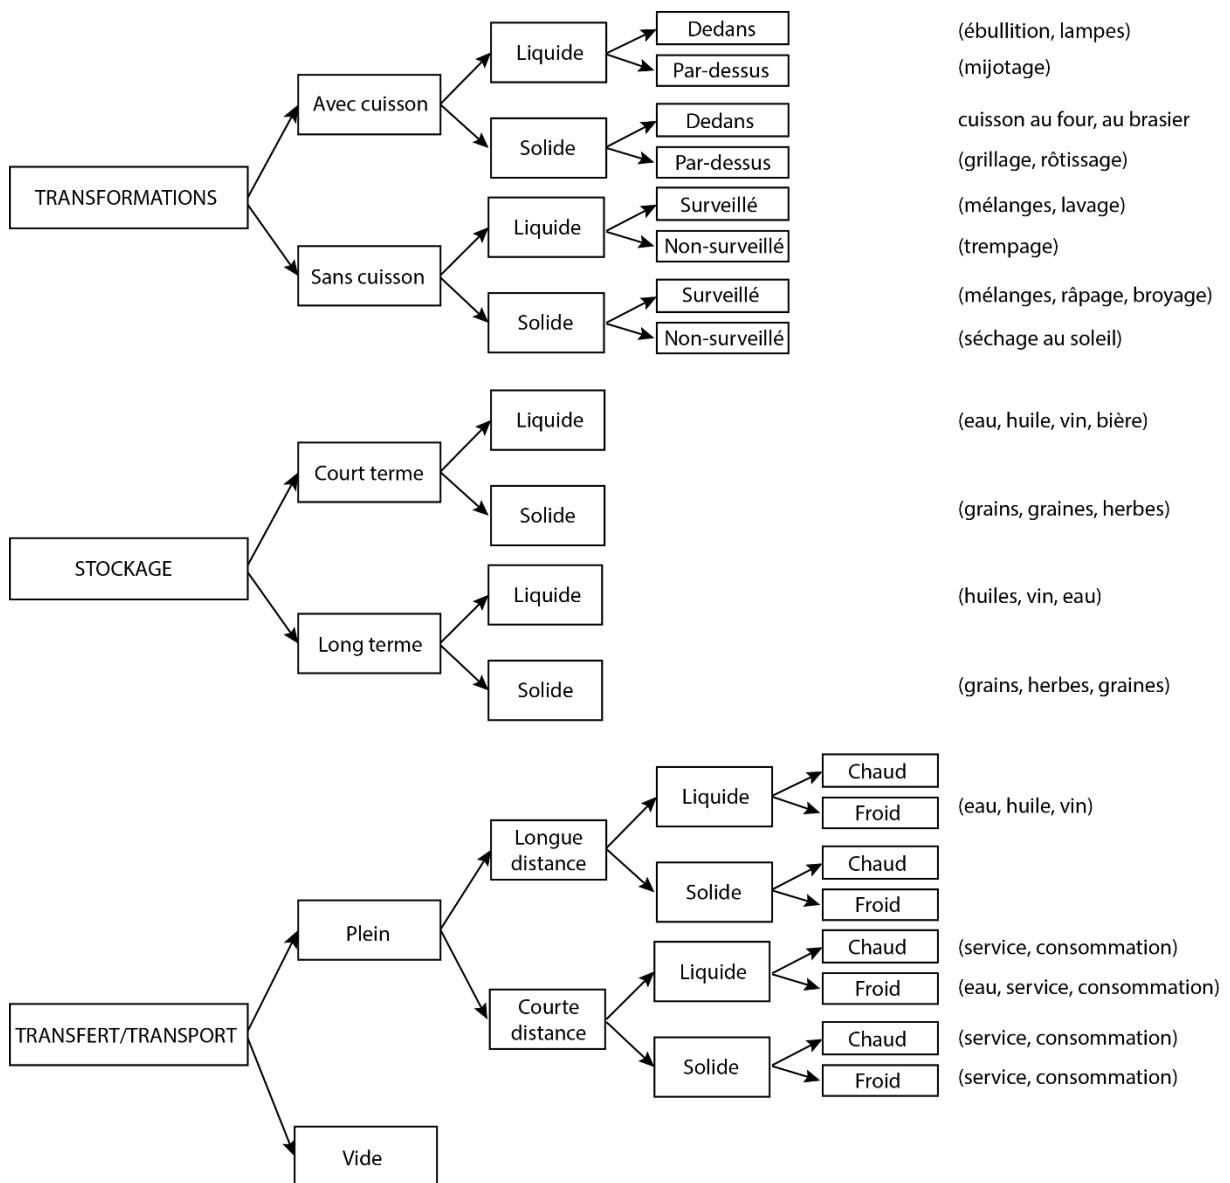 Dedans
(ébullition, lampes)
Liquide
Par-dessus
(mijotage)
Avec cuisson
Dedans
cuisson au four, au brasier
Solide
Par-dessus
(grillage, rôtissage)
TRANSFORMATIONS
Surveillé
(mélanges, lavage)
Liquide
Non-surveillé
(trempage)
Sans cuisson
Surveillé
(mélanges, râpage, broyage)
Solide
Non-surveillé
(séchage au soleil)
Liquide
(eau, huile, vin, bière)
Court terme
Solide
(grains, graines, herbes)
STOCKAGE
Liquide
(huiles, vin, eau)
Long terme
Solide
(grains, herbes, graines)
Chaud
Liquide
Froid
(eau, huile, vin)
Longue
distance
Chaud
Solide
Froid
Plein
Chaud
(service, consommation)
Liquide
Froid
(eau, service, consommation)
Courte
distance
TRANSFERT/TRANSPORT
Chaud
(service, consommation)
Solide
Froid
(service, consommation)
Vide